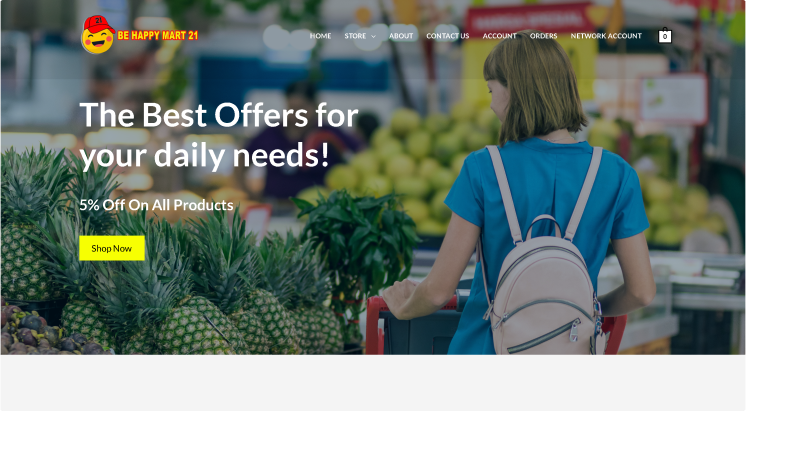 21
BE HAPPY MART 21
HOME
STORE
ABOUT
CONTACT US
ACCOUNT
ORDERS
NETWORK ACCOUNT
0
The Best Offers for
your daily needs!
5% Off On All Products
Shop Now